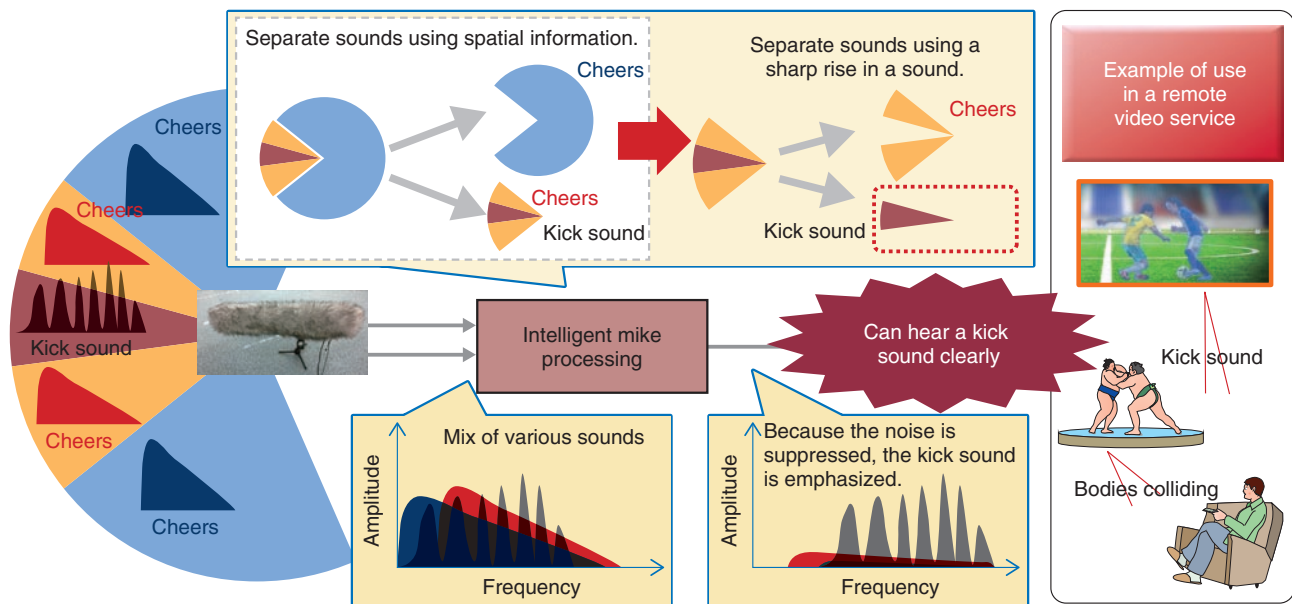 Separate sounds using spatial information.
Cheers
Cheers
Kick sound
Separate sounds using a
sharp rise in a sound.
Cheers
Kick sound
Example of use
in a remote
video service
Cheers
Cheers
Kick sound
Cheers
Cheers
Intelligent mike
processing
Can hear a kick
sound clearly
Kick sound
Bodies colliding
Mix of various sounds
Amplitude
Frequency
Because the noise is
suppressed, the kick sound
is emphasized.
Amplitude
Frequency